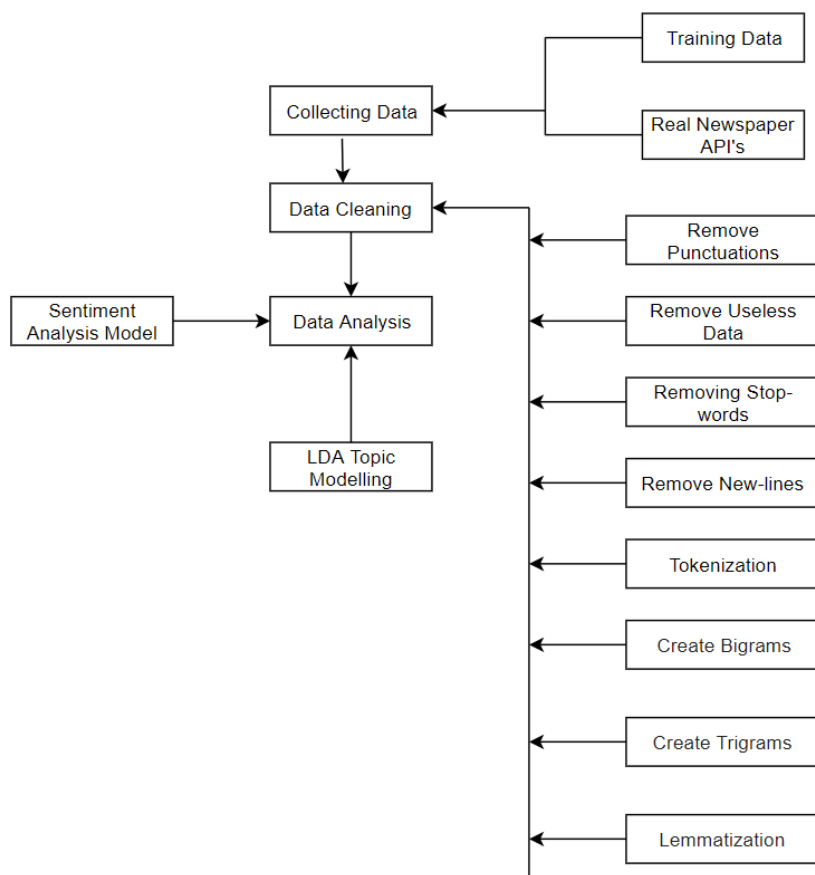 Training Data
Collecting Data
Real Newspaper
API's
Data Cleaning
Remove
Punctuations
Sentiment
Analysis Model
Data Analysis
Remove Useless
Data
Removing Stop-
words
LDA Topic
Modelling
Remove New-lines
Tokenization
Create Bigrams
Create Trigrams
Lemmatization